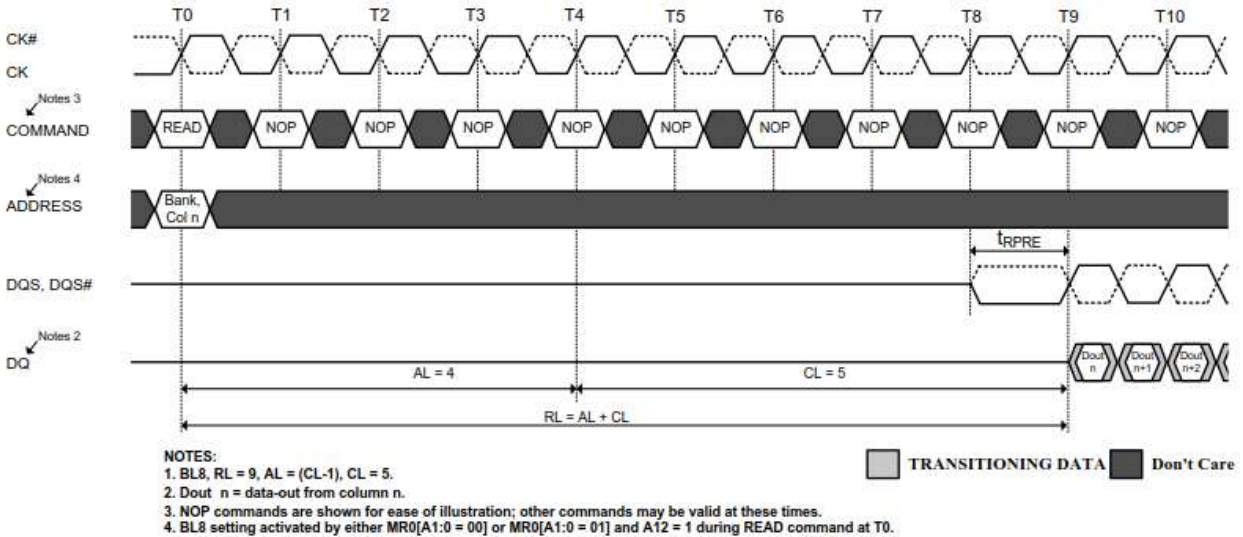 T0 T1 T2 T3 T4 T5 T6 T7 T8 T9 T10
CK#
CK
Notes 3
COMMAND
READ NOP NOP NOP NOP NOP NOP NOP NOP NOP NOP
Notes 4
ADDRESS
Bank,
Col n
tRPRE
DQS, DQS#
Notes 2
DQ
Dout Dout Dout
n n+1 n+2
AL = 4 CL = 5
RL = AL + CL
NOTES:
1. BL8, RL = 9, AL = (CL-1), CL = 5.
2. Dout n = data-out from column n.
3. NOP commands are shown for ease of illustration; other commands may be valid at these times.
4. BL8 setting activated by either MR0[A1:0 = 00] or MR0[A1:0 = 01] and A12 = 1 during READ command at T0.
TRANSITIONING DATA Don't Care